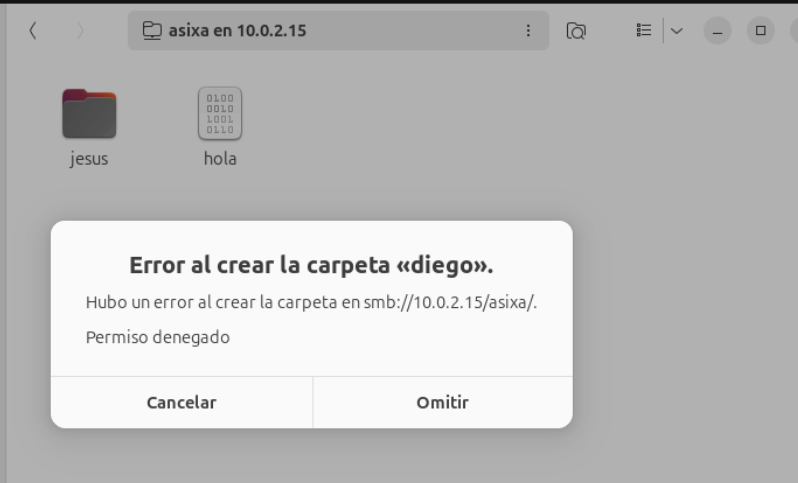 asixa en 10.0.2.15
0100
0010
1001
0110
jesus
hola
Error al crear la carpeta «diego».
Hubo un error al crear la carpeta en smb://10.0.2.15/asixa/.
Permiso denegado
Cancelar
Omitir